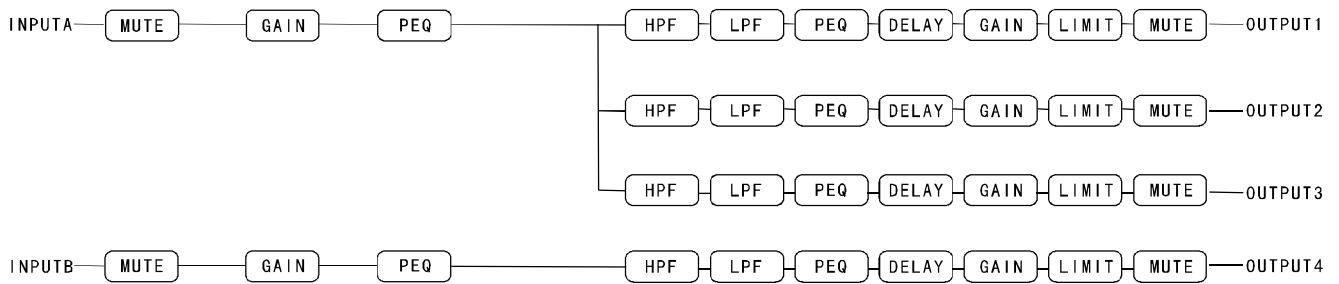 INPUTA MUTE GAIN PEQ HPF LPF PEQ DELAY GAIN LIMIT MUTE OUTPUT1
HPF LPF PEQ DELAY GAIN LIMIT MUTE OUTPUT2
HPF LPF PEQ DELAY GAIN LIMIT MUTE OUTPUT3
INPUTB MUTE GAIN PEQ HPF LPF PEQ DELAY GAIN LIMIT MUTE OUTPUT4